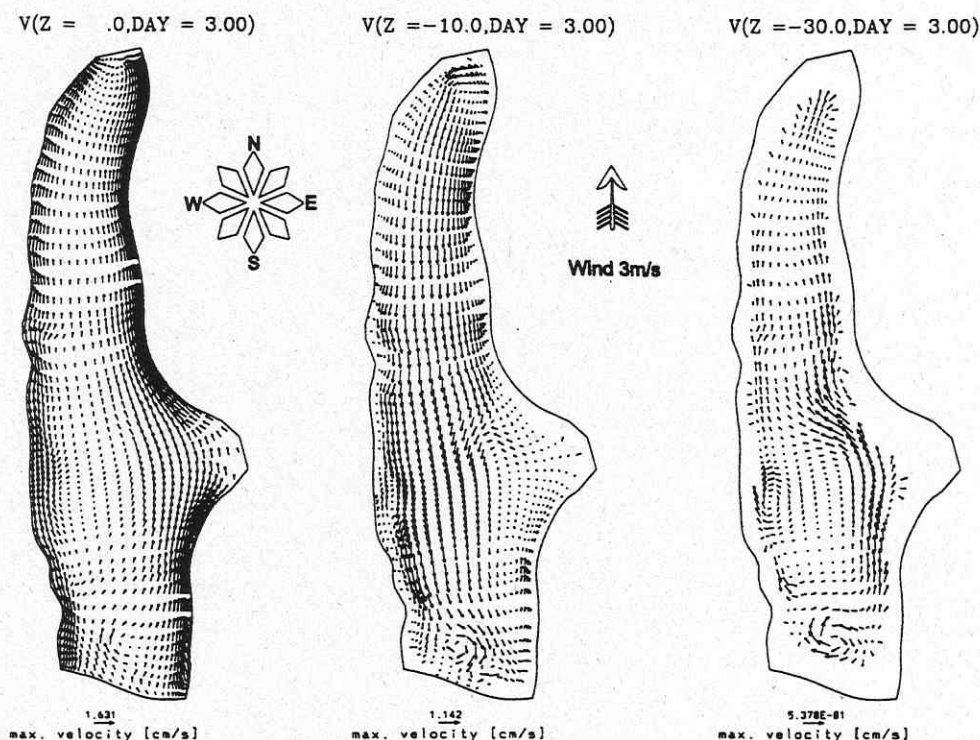 V(Z = .0,DAY = 3.00)
V(Z =-10.0,DAY = 3.00)
V(Z =-30.0,DAY = 3.00)
N
W E
S
Wind 3m/s
1.631
max. velocity [cm/s]
1.142
max. velocity [cm/s]
5.378E-01
max. velocity [cm/s]